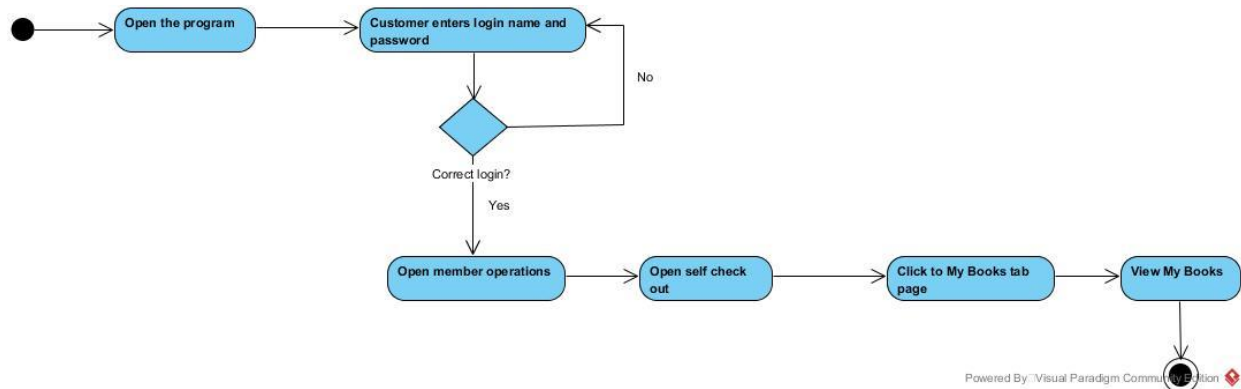 Open the program
Customer enters login name and
password
No
Correct login?
Yes
Open member operations
Open self check
out
Click to My Books tab
page
View My Books
Powered By Visual Paradigm Community Edition